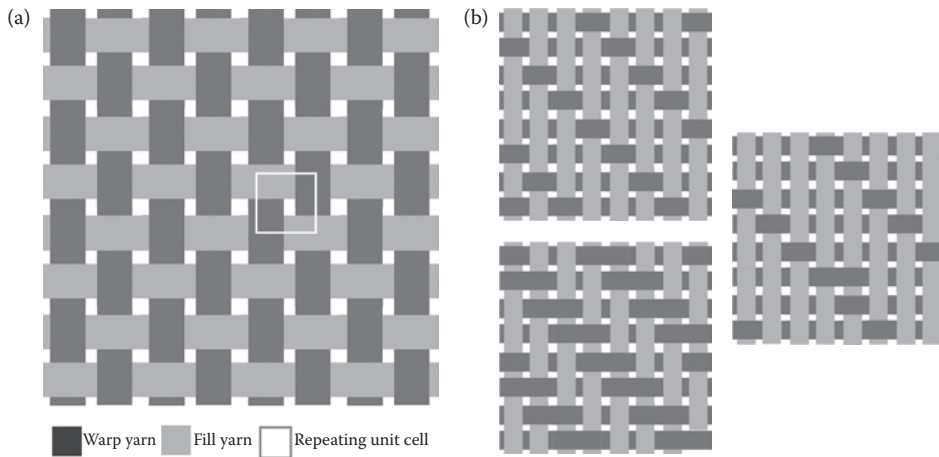 (a)
(b)
Warp yarn
Fill yarn
Repeating unit cell